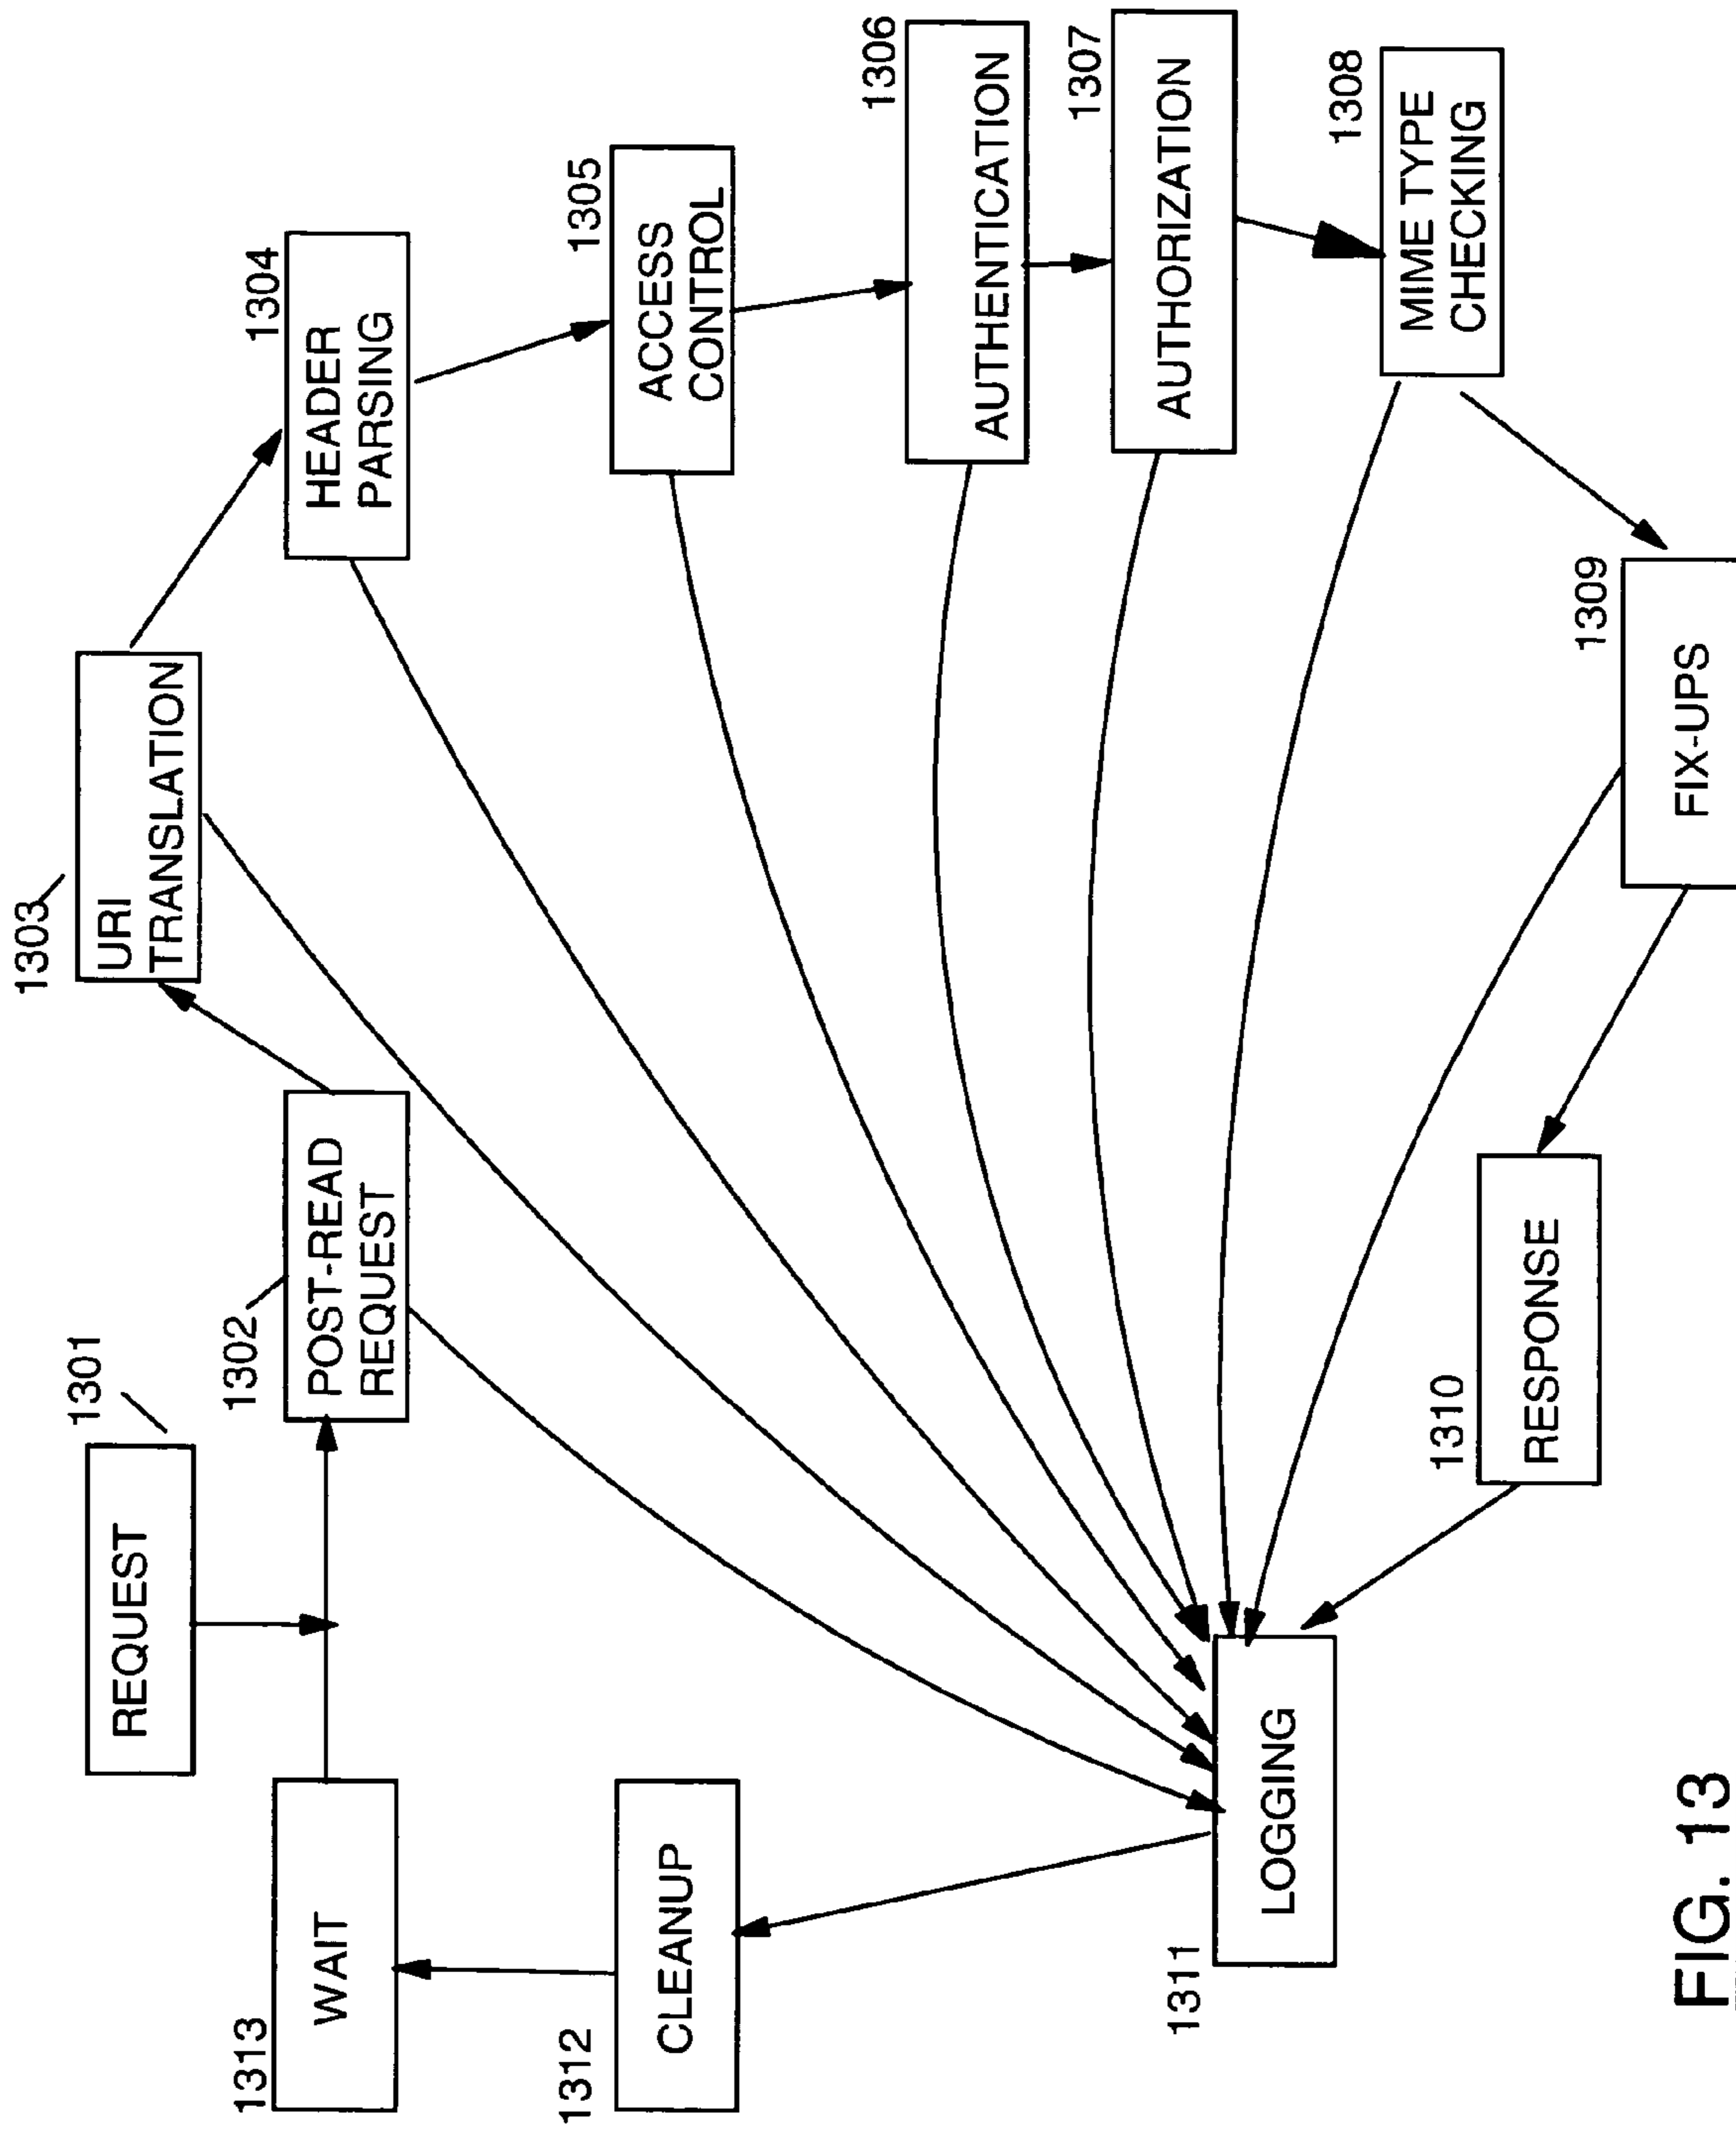 1301
REQUEST
1302
POST-READ
REQUEST
1303
URI
TRANSLATION
1304
HEADER
PARSING
1305
ACCESS
CONTROL
1306
AUTHENTICATION
1307
AUTHORIZATION
1308
MIME TYPE
CHECKING
1309
FIX-UPS
1310
RESPONSE
1311
LOGGING
1312
CLEANUP
1313
WAIT
FIG. 13